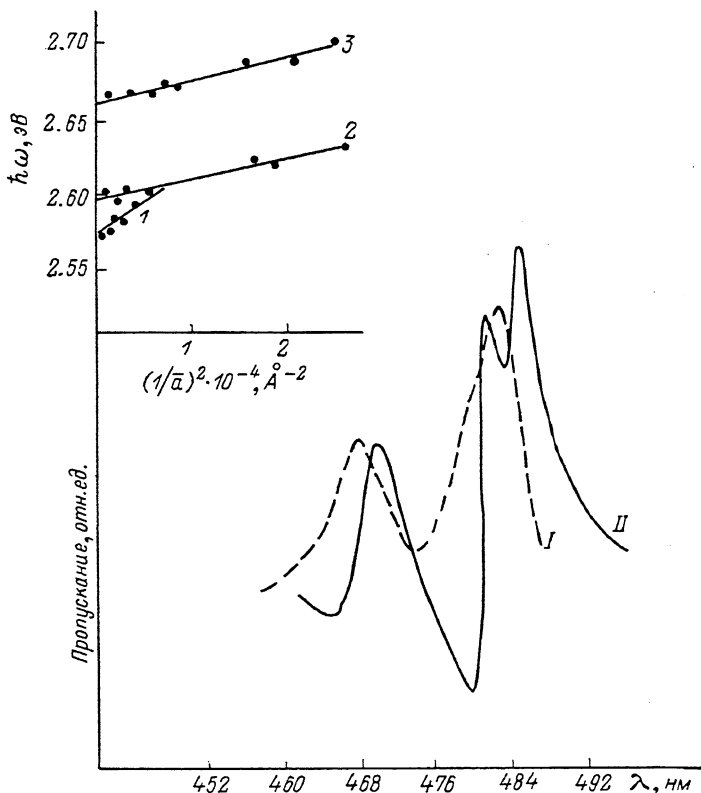 2.70
2.65
2.60
2.55
ħω, эВ
3
2
1
1 2
(1/a̅)²·10⁻⁴, Å⁻²
Пропускание, отн.ед.
I
II
452 460 468 476 484 492 λ, нм